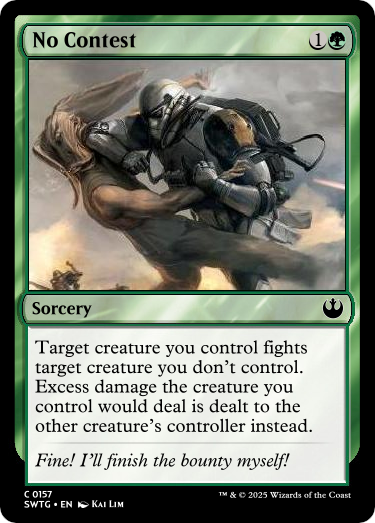 No Contest 1
Sorcery
Target creature you control fights
target creature you don't control.
Excess damage the creature you
control would deal is dealt to the
other creature's controller instead.
Fine! I'll finish the bounty myself!
C 0157
SWTG • EN Kai Lim
™ & © 2025 Wizards of the Coast